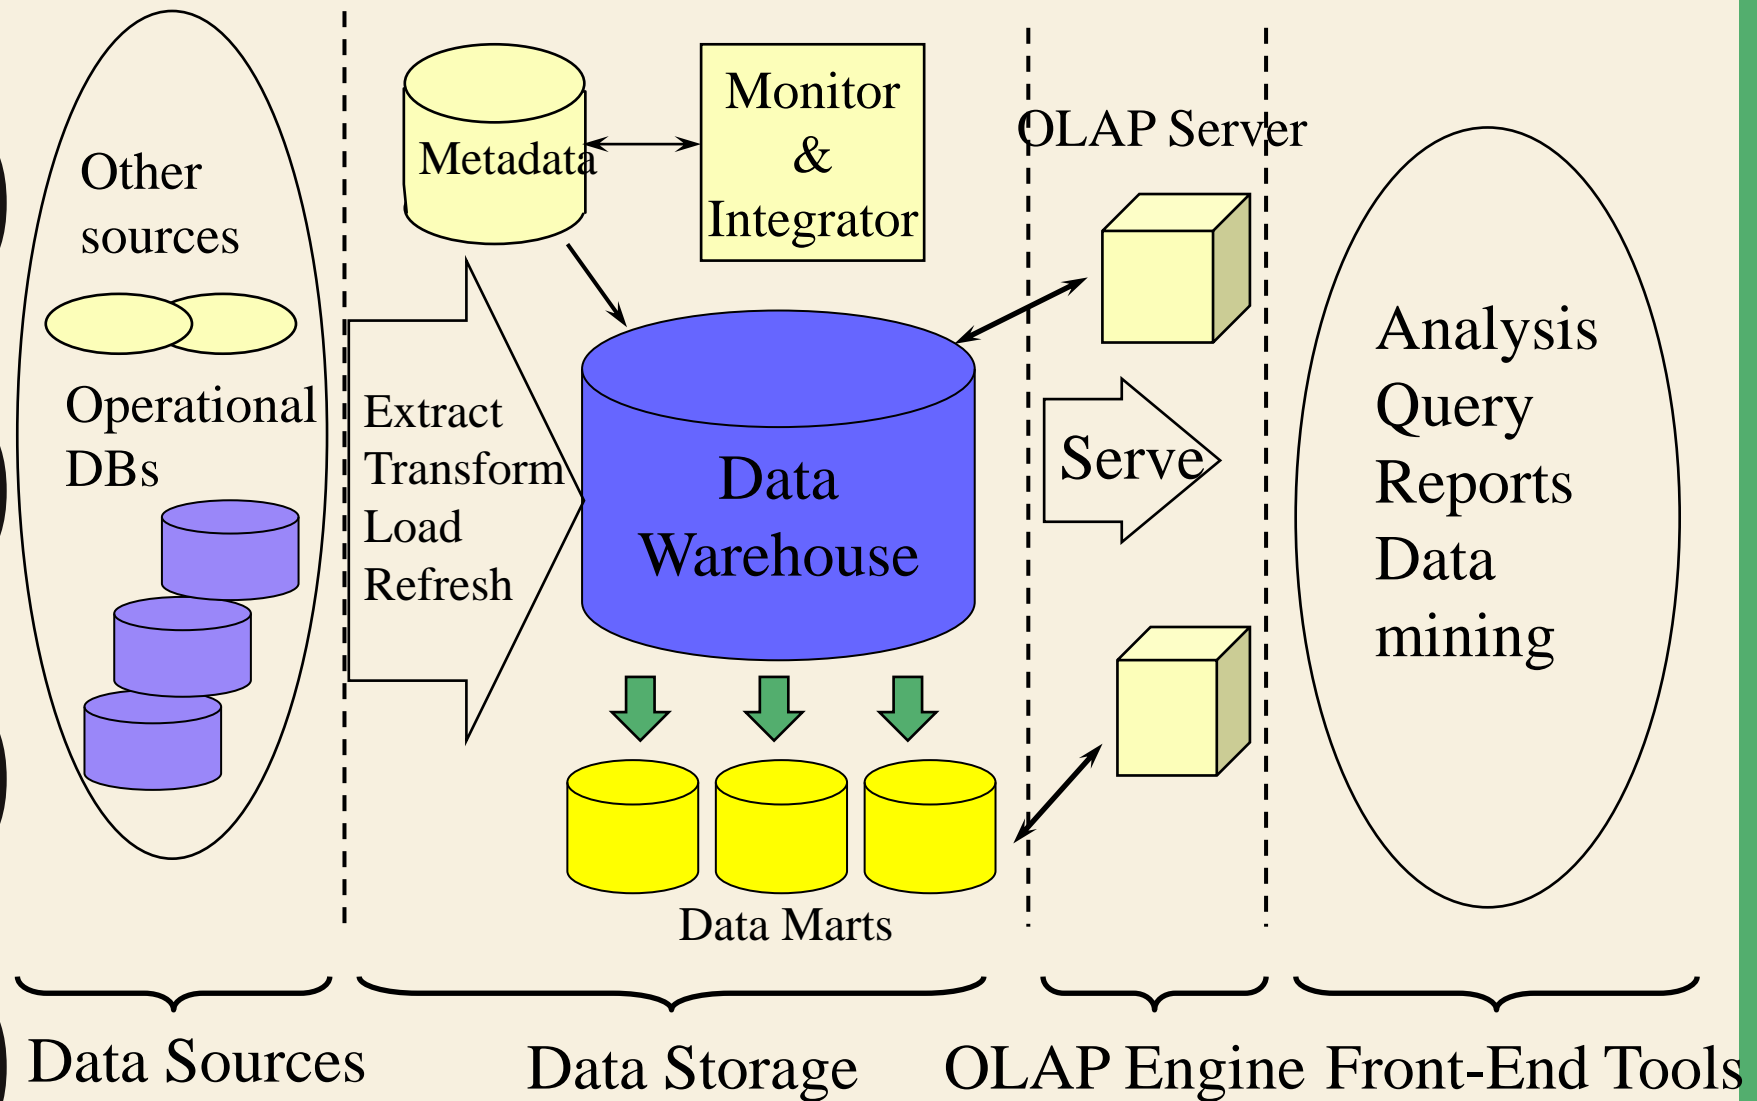 Other
sources
Operational
DBs
Extract
Transform
Load
Refresh
Metadata
Monitor
&
Integrator
Data
Warehouse
Data Marts
OLAP Server
Serve
Analysis
Query
Reports
Data
mining
Data Sources
Data Storage
OLAP Engine
Front-End Tools